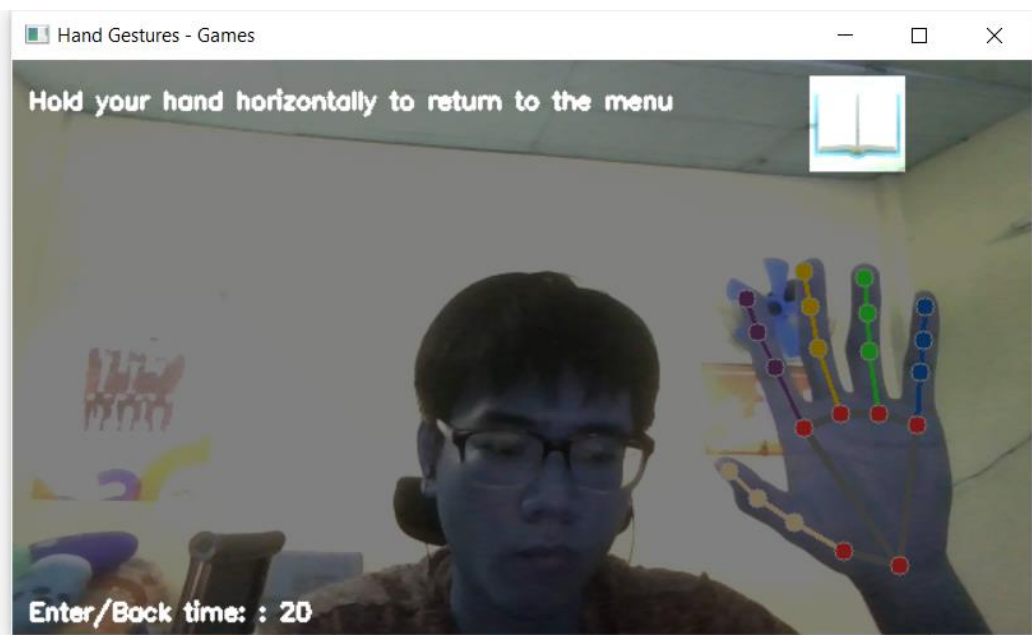 Hand Gestures - Games
Hold your hand horizontally to return to the menu
Enter/Back time: : 20